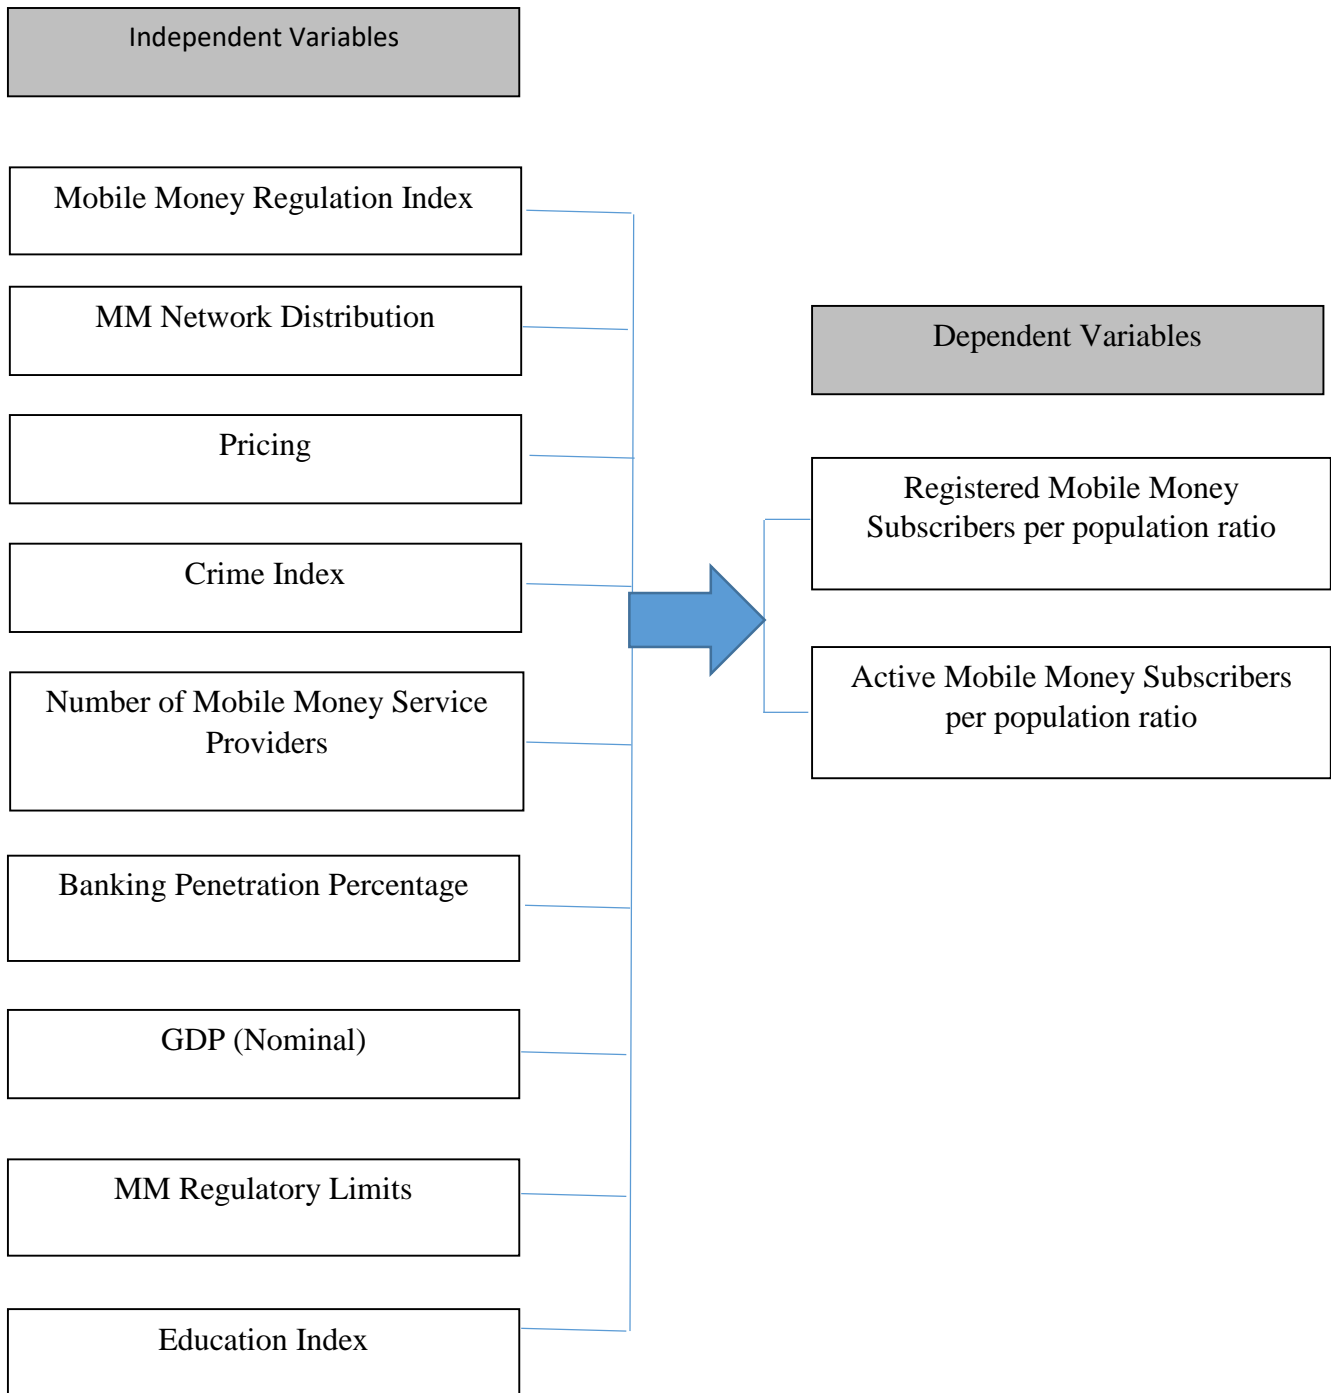 Independent Variables
Mobile Money Regulation Index
MM Network Distribution
Pricing
Crime Index
Number of Mobile Money Service
Providers
Banking Penetration Percentage
GDP (Nominal)
MM Regulatory Limits
Education Index
Dependent Variables
Registered Mobile Money
Subscribers per population ratio
Active Mobile Money Subscribers
per population ratio